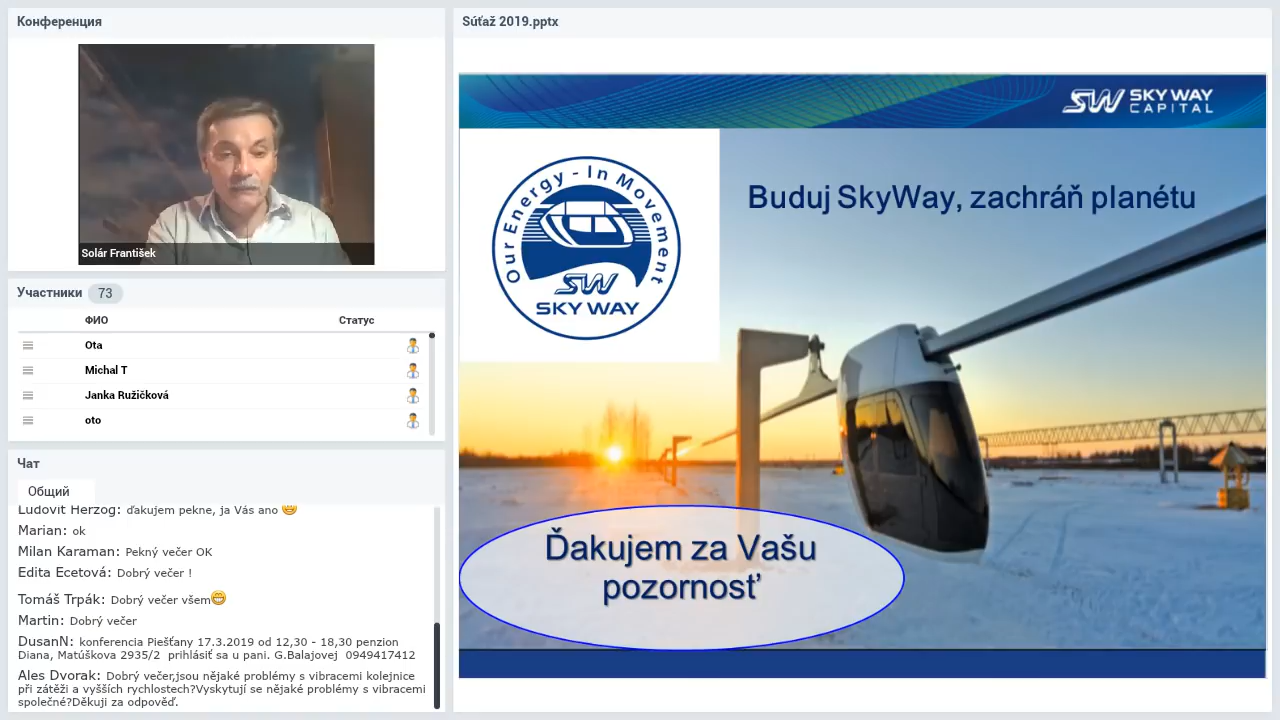 Конференция
Solár František
Участники 73
ФИО Статус
Ota
Michal T
Janka Ružičková
oto
Чат
Общий
Ludovit Herzog: ďakujem pekne, ja Vás ano
Marian: ok
Milan Karaman: Pekný večer OK
Edita Ecetová: Dobrý večer !
Tomáš Trpák: Dobrý večer všem
Martin: Dobrý večer
DusanN: konferencia Piešťany 17.3.2019 od 12,30 - 18,30 penzion
Diana, Matúškova 2935/2 prihlásiť sa u pani. G.Balajovej 0949417412
Ales Dvorak: Dobrý večer,jsou nějaké problémy s vibracemi kolejnice
při zátěži a vyšších rychlostech?Vyskytují se nějaké problémy s vibracemi
společné?Děkuji za odpověď.
Súťaž 2019.pptx
SW SKY WAY
CAPITAL
Our Energy - In Movement
SW
SKY WAY
Buduj SkyWay, zachráň planétu
Ďakujem za Vašu
pozornosť